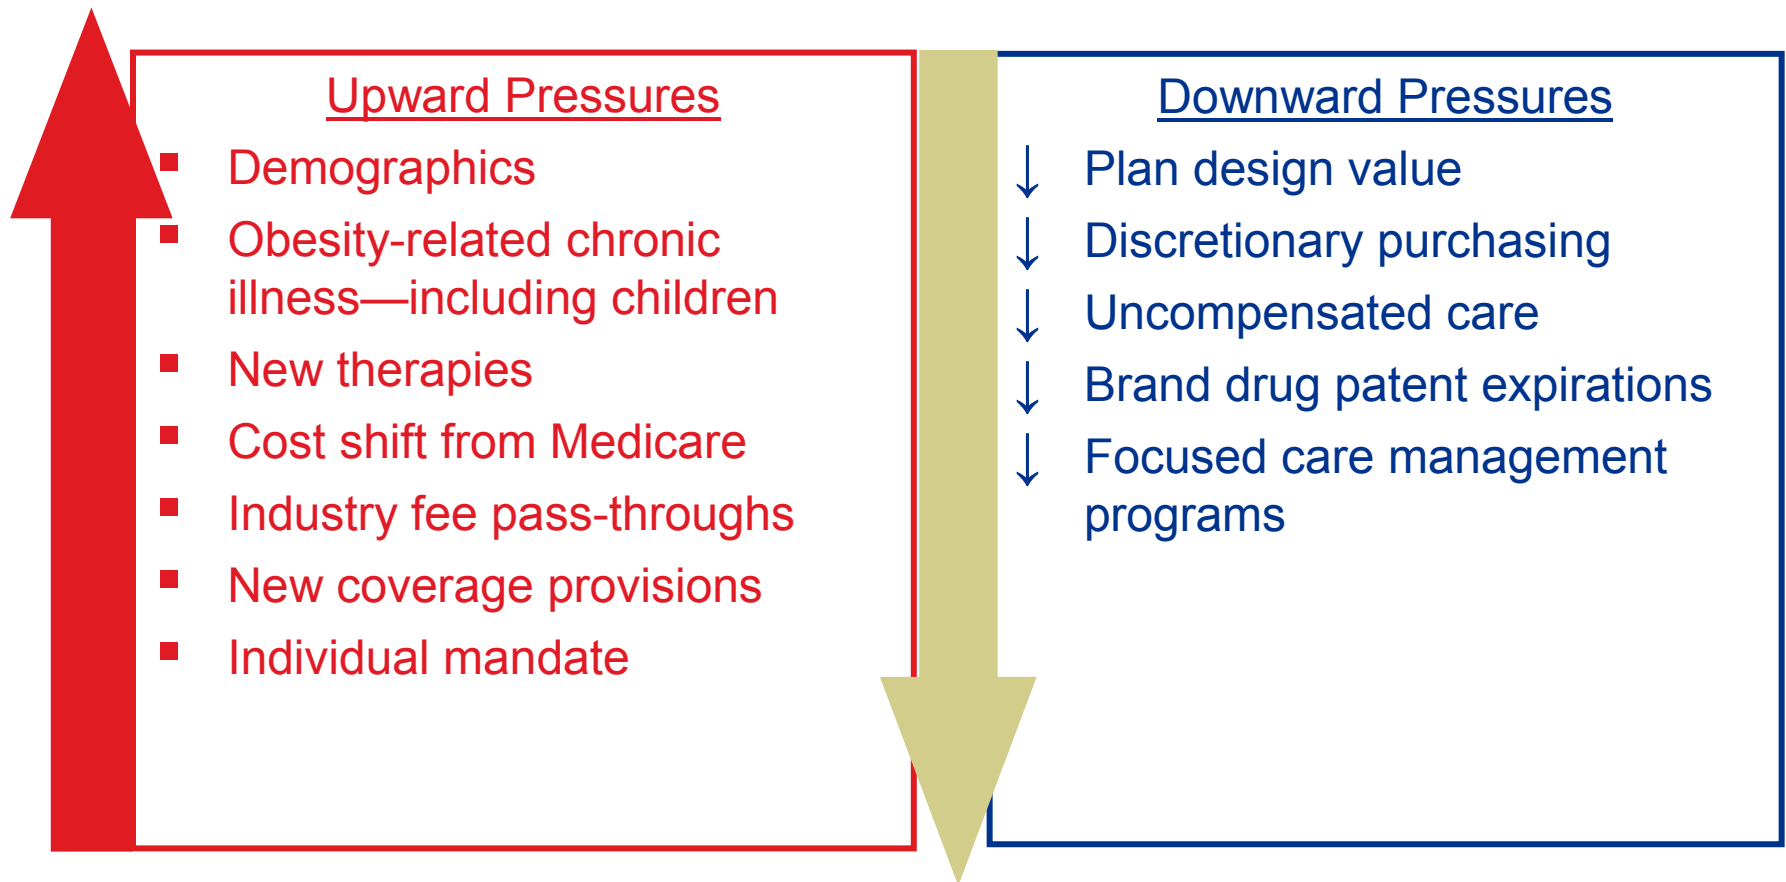 Upward Pressures
▪ Demographics
▪ Obesity-related chronic
illness—including children
▪ New therapies
▪ Cost shift from Medicare
▪ Industry fee pass-throughs
▪ New coverage provisions
▪ Individual mandate
Downward Pressures
↓ Plan design value
↓ Discretionary purchasing
↓ Uncompensated care
↓ Brand drug patent expirations
↓ Focused care management
programs